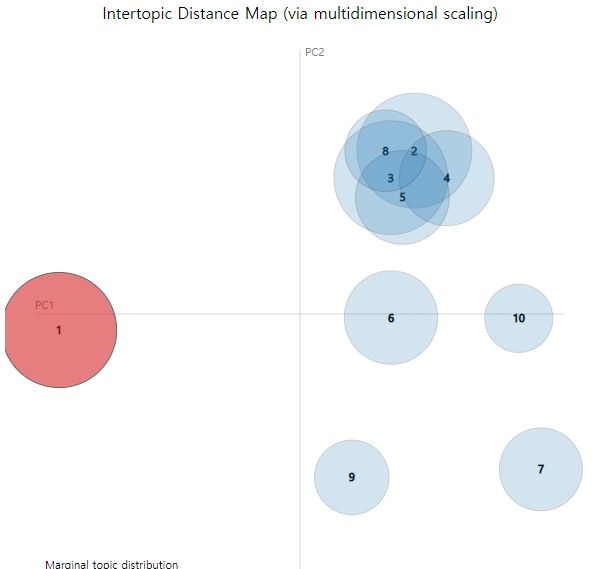 Intertopic Distance Map (via multidimensional scaling)
PC2
8
2
3
4
5
PC1
1
6
10
9
7
Marginal topic distribution